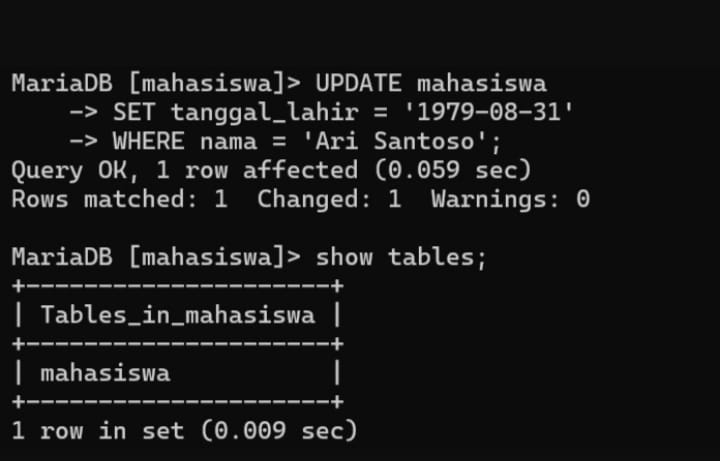 MariaDB [mahasiswa]> UPDATE mahasiswa
    -> SET tanggal_lahir = '1979-08-31'
    -> WHERE nama = 'Ari Santoso';
Query OK, 1 row affected (0.059 sec)
Rows matched: 1  Changed: 1  Warnings: 0

MariaDB [mahasiswa]> show tables;
+---------------------+
| Tables_in_mahasiswa |
+---------------------+
| mahasiswa           |
+---------------------+
1 row in set (0.009 sec)